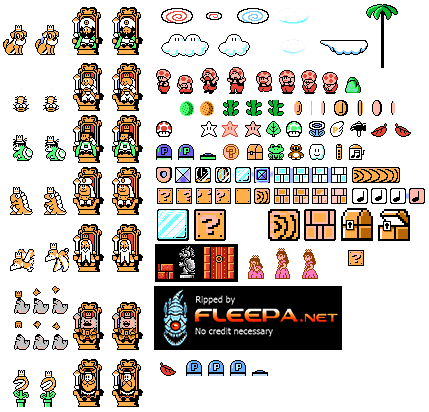 P P
?
?
?
Ripped by
FLEEPA.NET
No credit necessary
?
P P P